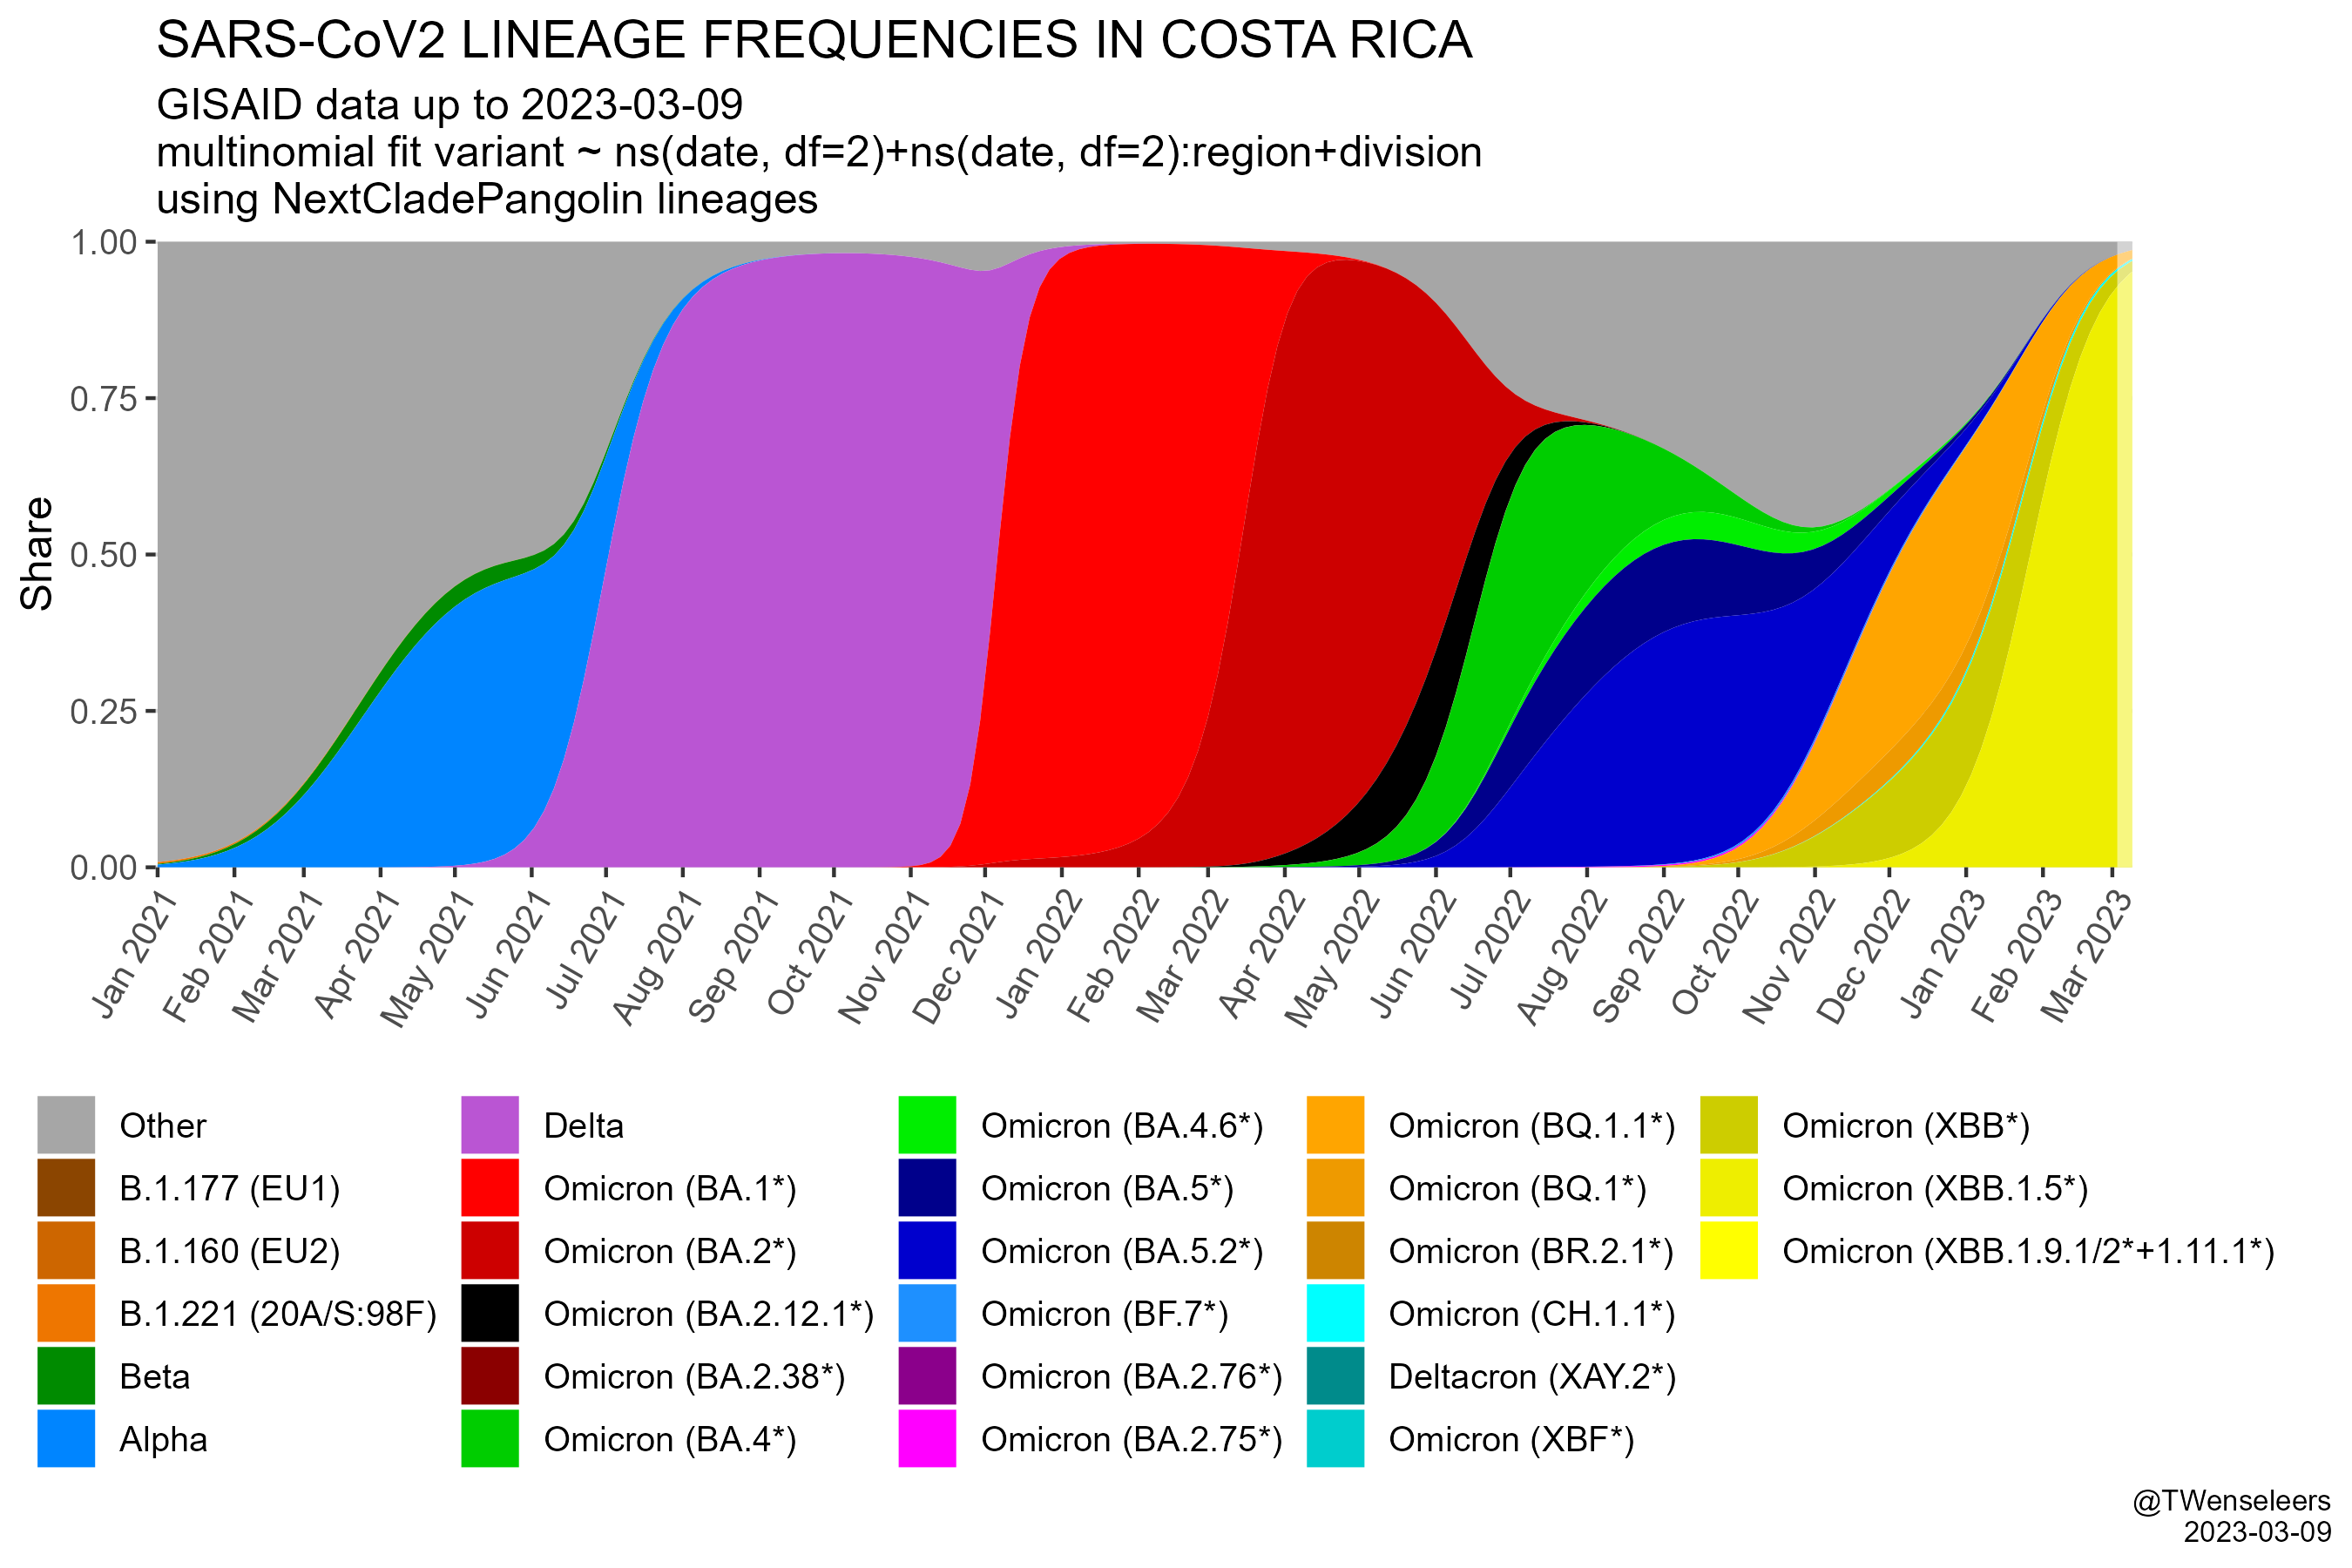 SARS-CoV2 LINEAGE FREQUENCIES IN COSTA RICA
GISAID data up to 2023-03-09
multinomial fit variant ~ ns(date, df=2)+ns(date, df=2):region+division
using NextCladePangolin lineages
1.00
0.75
0.50
0.25
0.00
Share
Jan 2021
Feb 2021
Mar 2021
Apr 2021
May 2021
Jun 2021
Jul 2021
Aug 2021
Sep 2021
Oct 2021
Nov 2021
Dec 2021
Jan 2022
Feb 2022
Mar 2022
Apr 2022
May 2022
Jun 2022
Jul 2022
Aug 2022
Sep 2022
Oct 2022
Nov 2022
Dec 2022
Jan 2023
Feb 2023
Mar 2023
Other
B.1.177 (EU1)
B.1.160 (EU2)
B.1.221 (20A/S:98F)
Beta
Alpha
Delta
Omicron (BA.1*)
Omicron (BA.2*)
Omicron (BA.2.12.1*)
Omicron (BA.2.38*)
Omicron (BA.4*)
Omicron (BA.4.6*)
Omicron (BA.5*)
Omicron (BA.5.2*)
Omicron (BF.7*)
Omicron (BA.2.76*)
Omicron (BA.2.75*)
Omicron (BQ.1.1*)
Omicron (BQ.1*)
Omicron (BR.2.1*)
Omicron (CH.1.1*)
Deltacron (XAY.2*)
Omicron (XBF*)
Omicron (XBB*)
Omicron (XBB.1.5*)
Omicron (XBB.1.9.1/2*+1.11.1*)
@TWenseleers
2023-03-09